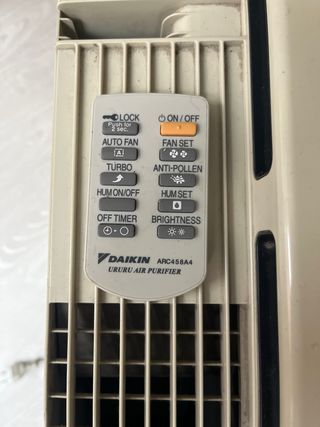 LOCK ON / OFF
Push for
2 sec.
AUTO FAN FAN SET
A
TURBO ANTI-POLLEN
HUM ON/OFF HUM SET
OFF TIMER BRIGHTNESS
DAIKIN ARC458A4
URURU AIR PURIFIER